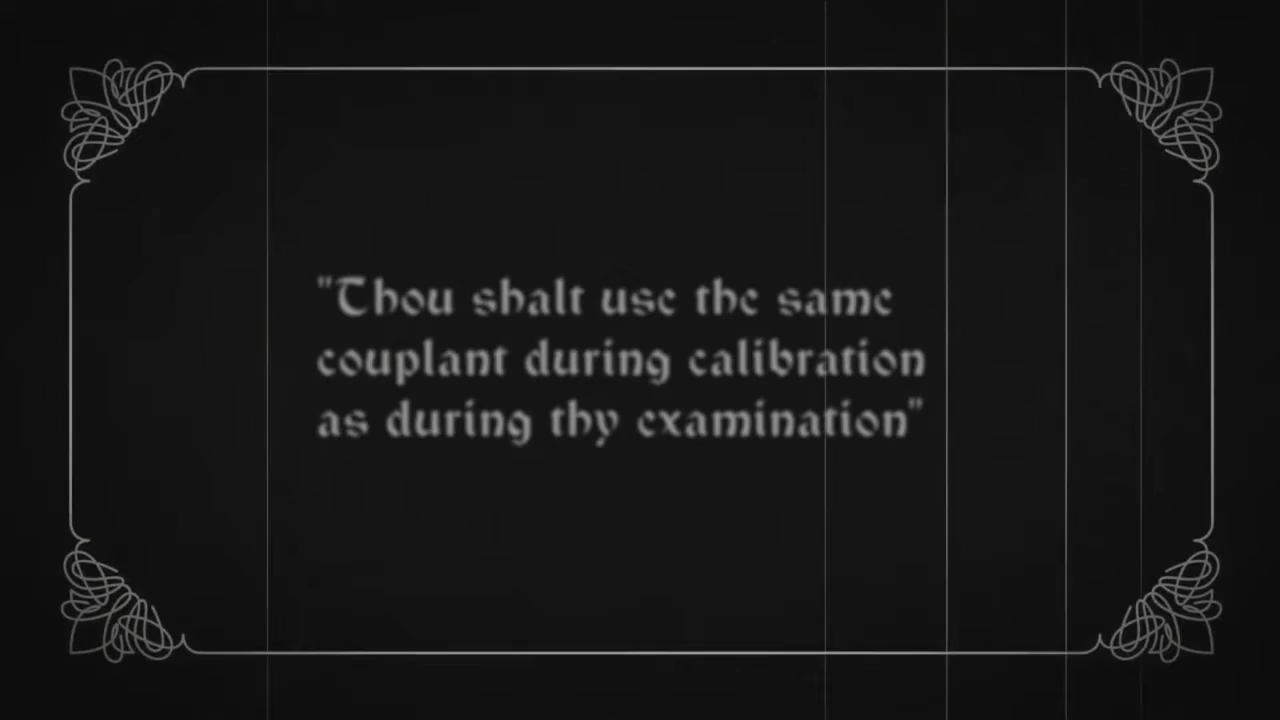 "Thou shalt use the same
couplant during calibration
as during thy examination"